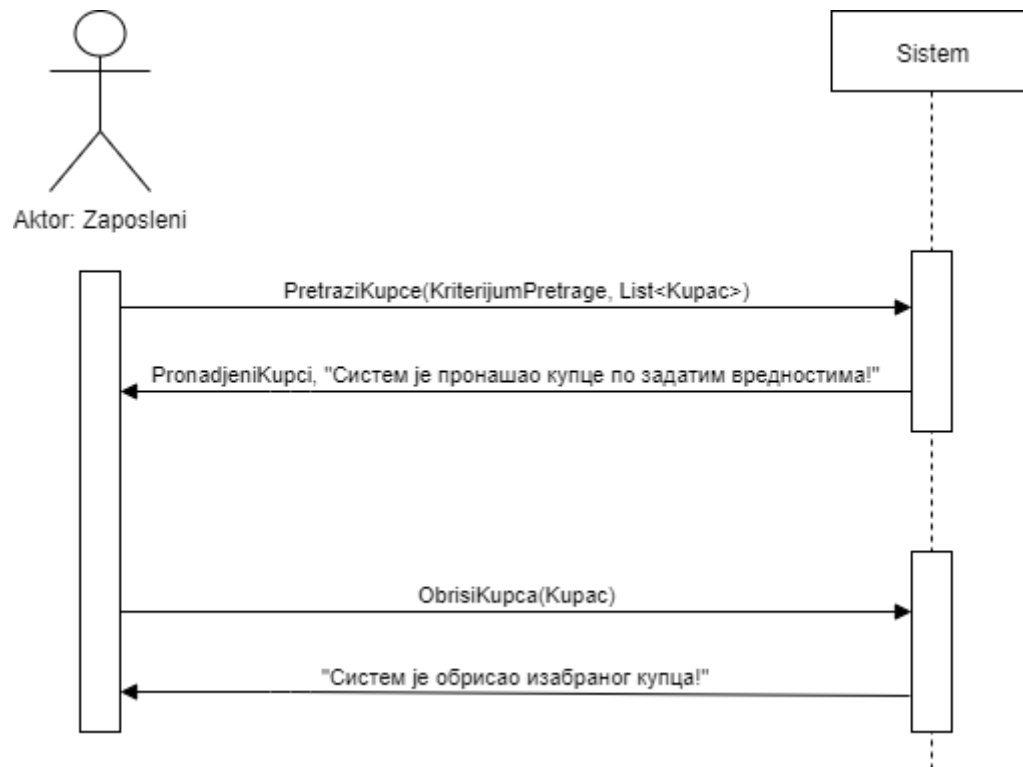 Sistem
Aktor: Zaposleni
PretraziKupce(KriterijumPretrage, List<Kupac>)
PronadjeniKupci, "Систем је пронашао купце по задатим вредностима!"
ObrisiKupca(Kupac)
"Систем је обрисао изабраног купца!"